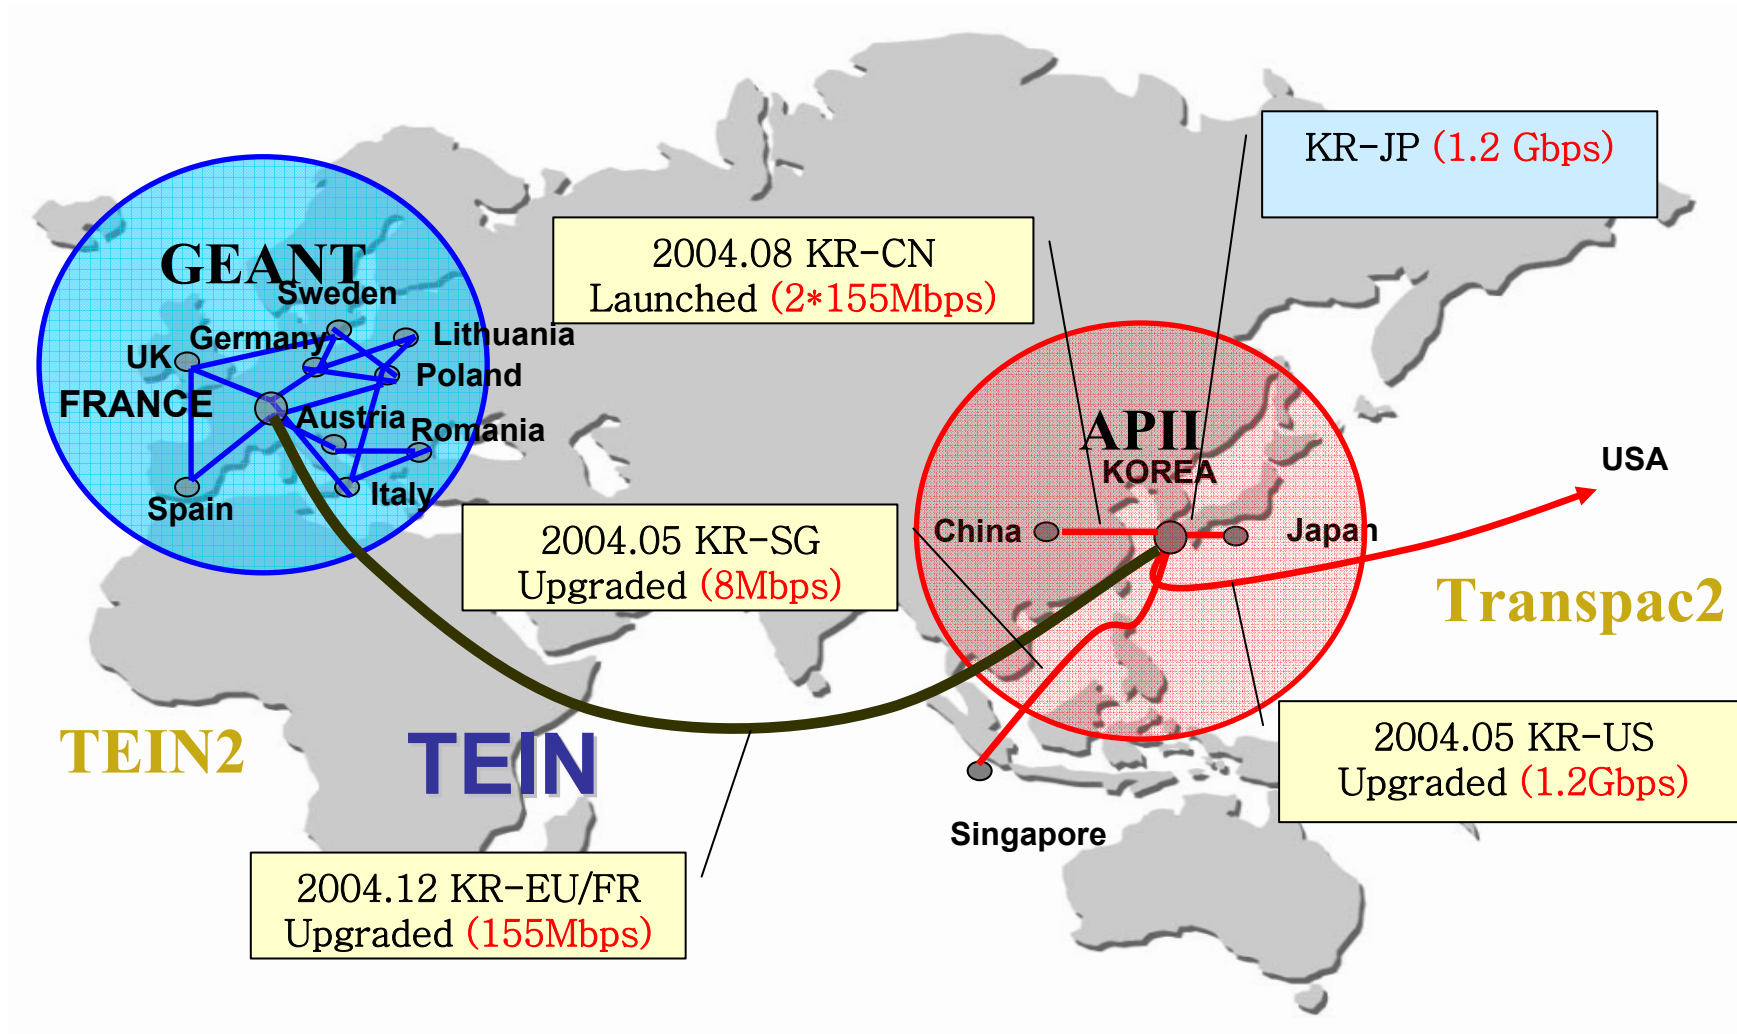 KR-JP (1.2 Gbps)
2004.08 KR-CN
Launched (2*155Mbps)
GEANT
Sweden
Germany
Lithuania
UK
Poland
FRANCE
Austria
Romania
Spain
Italy
APII
KOREA
USA
China
Japan
2004.05 KR-SG
Upgraded (8Mbps)
Transpac2
TEIN2
TEIN
2004.05 KR-US
Upgraded (1.2Gbps)
Singapore
2004.12 KR-EU/FR
Upgraded (155Mbps)